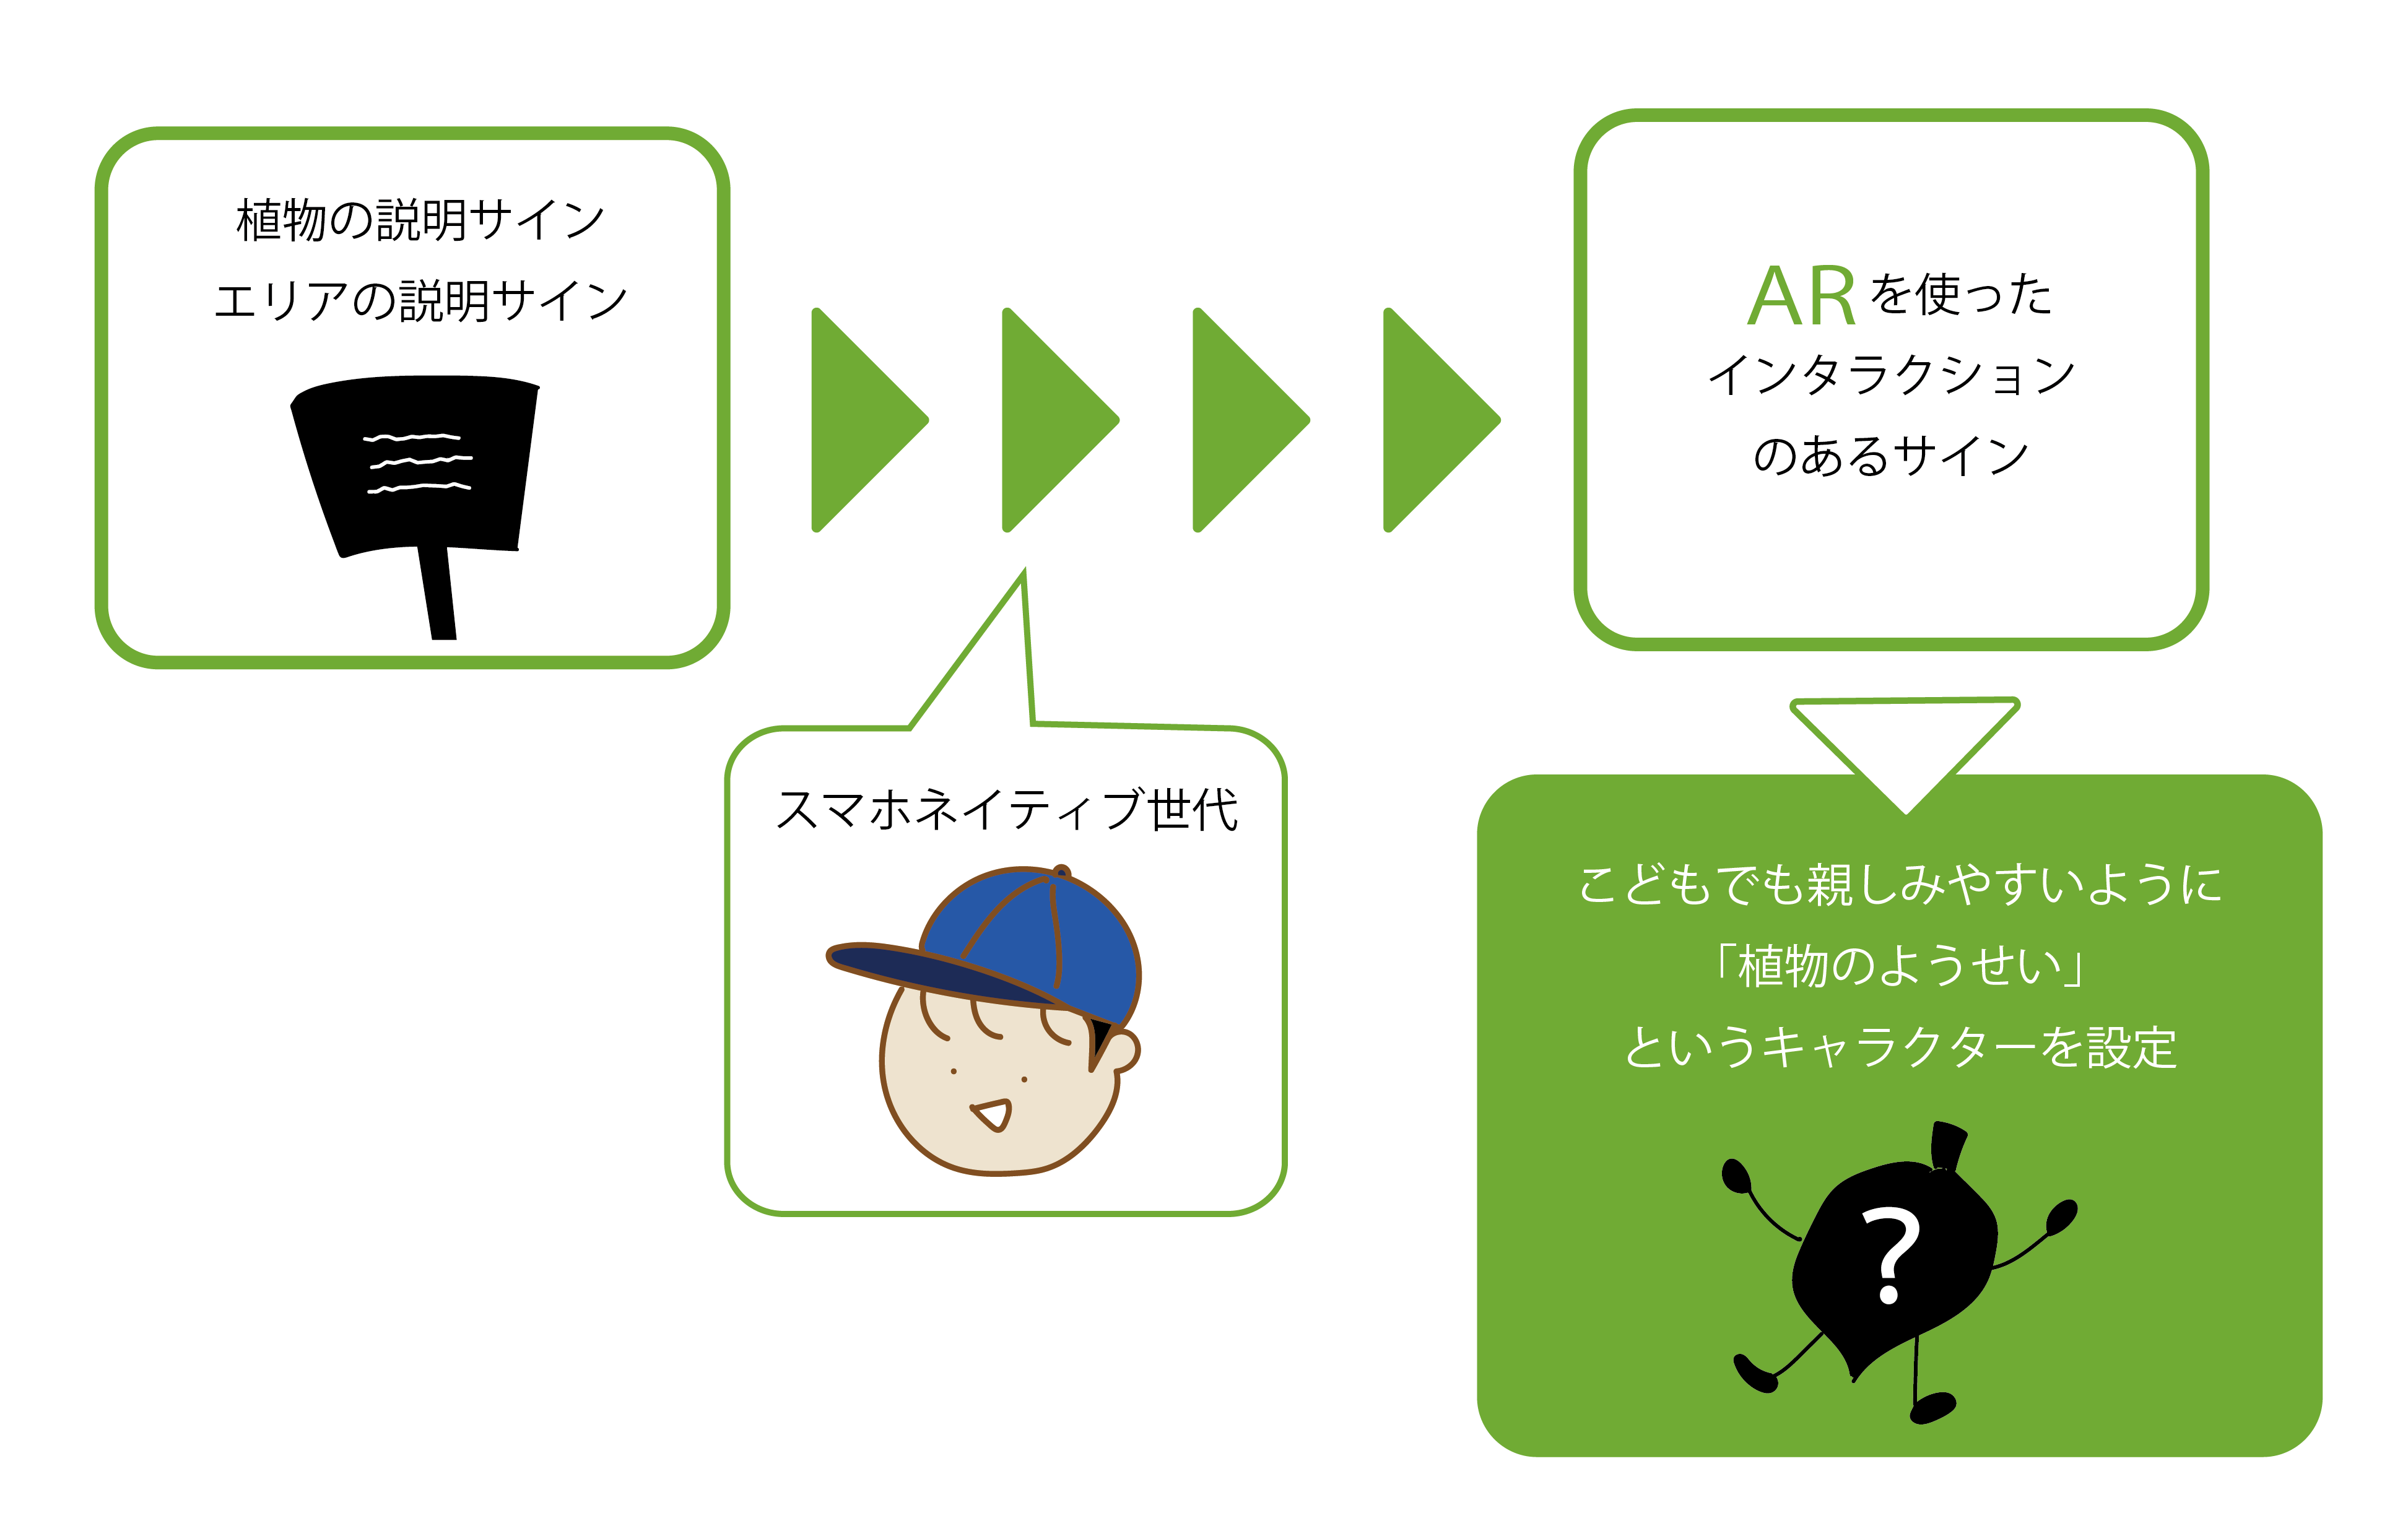 植物の説明サイン
エリアの説明サイン
ARを使った
インタラクション
のあるサイン
スマホネイティブ世代
こどもでも親しみやすいように
「植物のようせい」
というキャラクターを設定
?